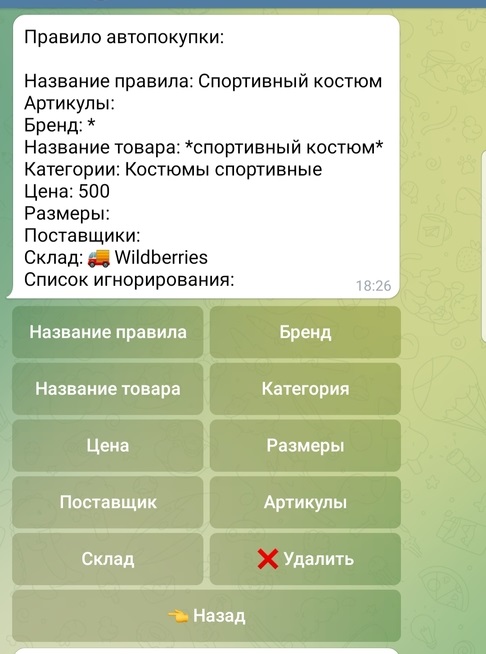 Правило автопокупки:
Название правила: Спортивный костюм
Артикулы:
Бренд: *
Название товара: *спортивный костюм*
Категории: Костюмы спортивные
Цена: 500
Размеры:
Поставщики:
Склад: 🚚 Wildberries
Список игнорирования:
18:26
Название правила
Бренд
Название товара
Категория
Цена
Размеры
Поставщик
Артикулы
Склад
❌ Удалить
👈 Назад